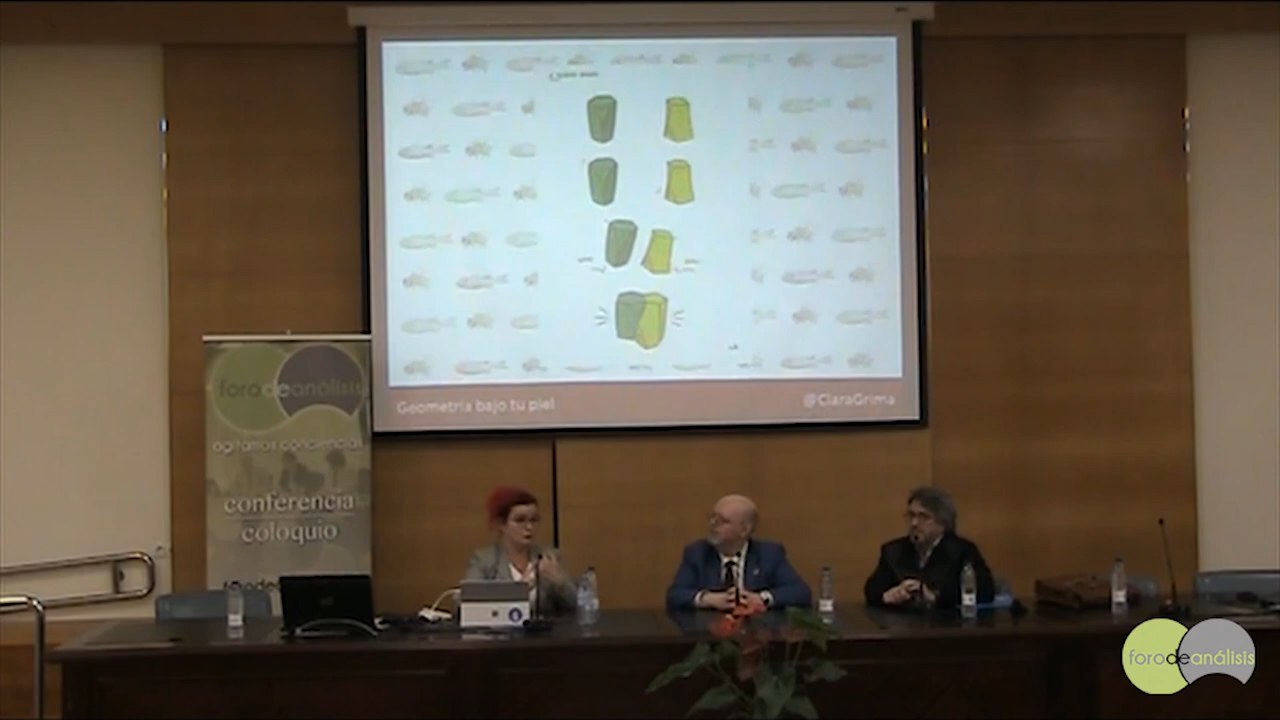 Geometría bajo tu piel
@ClaraGrima
forodeanálisis
agitamos conciencias
conferencia
coloquio
forodeanálisis